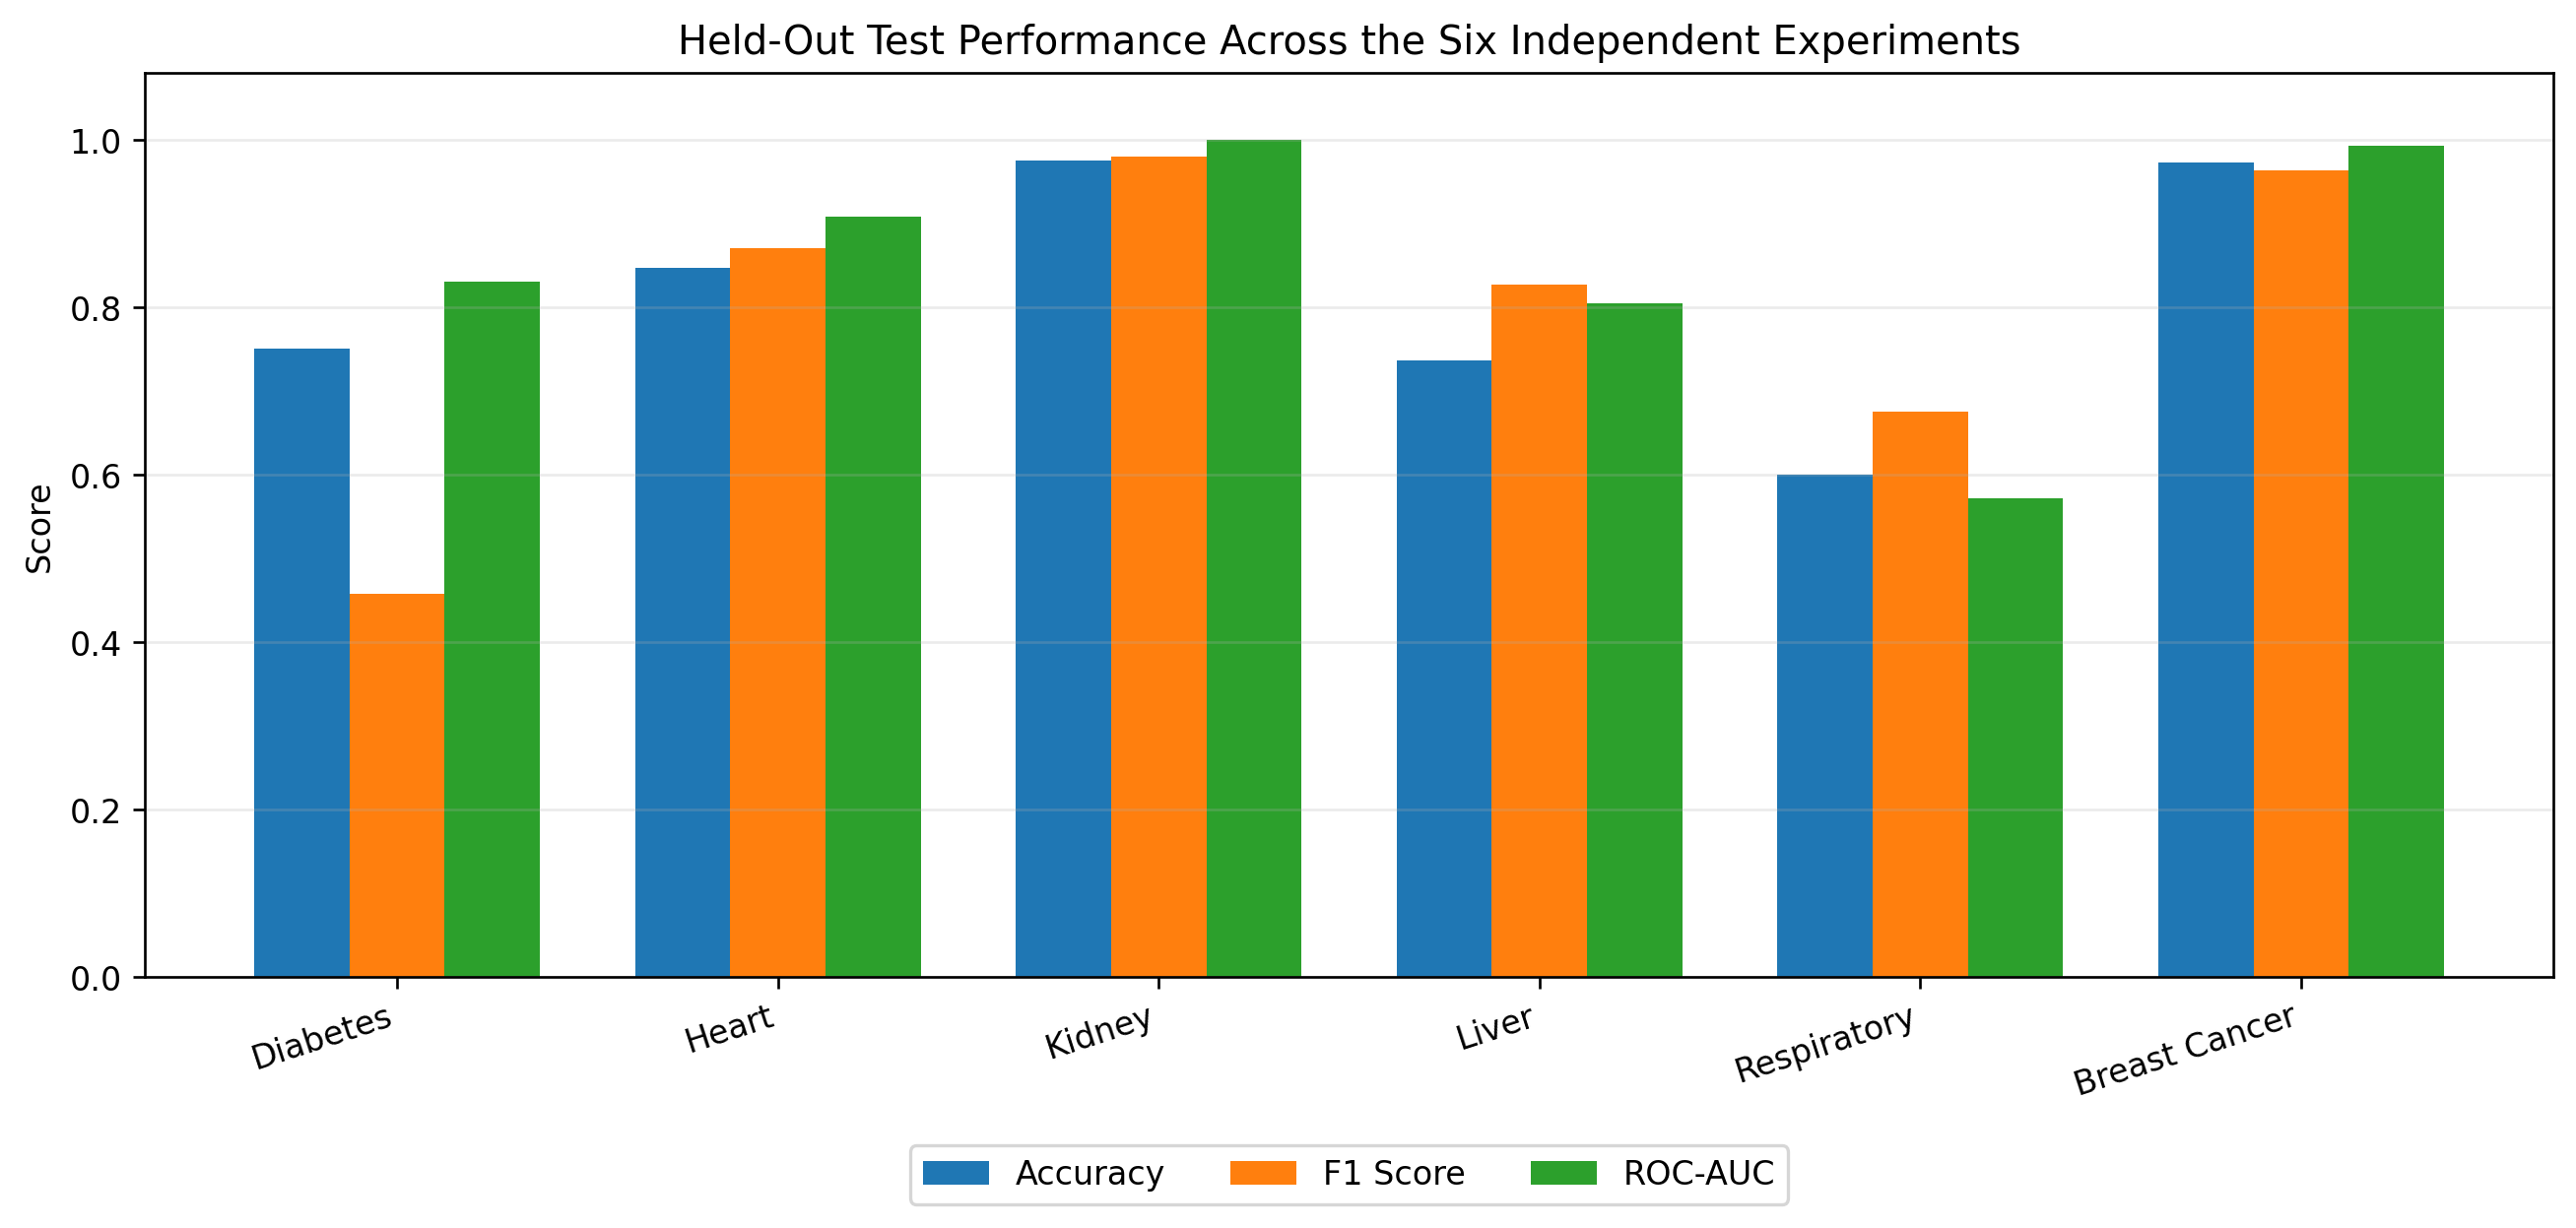 Held-Out Test Performance Across the Six Independent Experiments
Score
1.0
0.8
0.6
0.4
0.2
0.0
Diabetes
Heart
Kidney
Liver
Respiratory
Breast Cancer
Accuracy
F1 Score
ROC-AUC